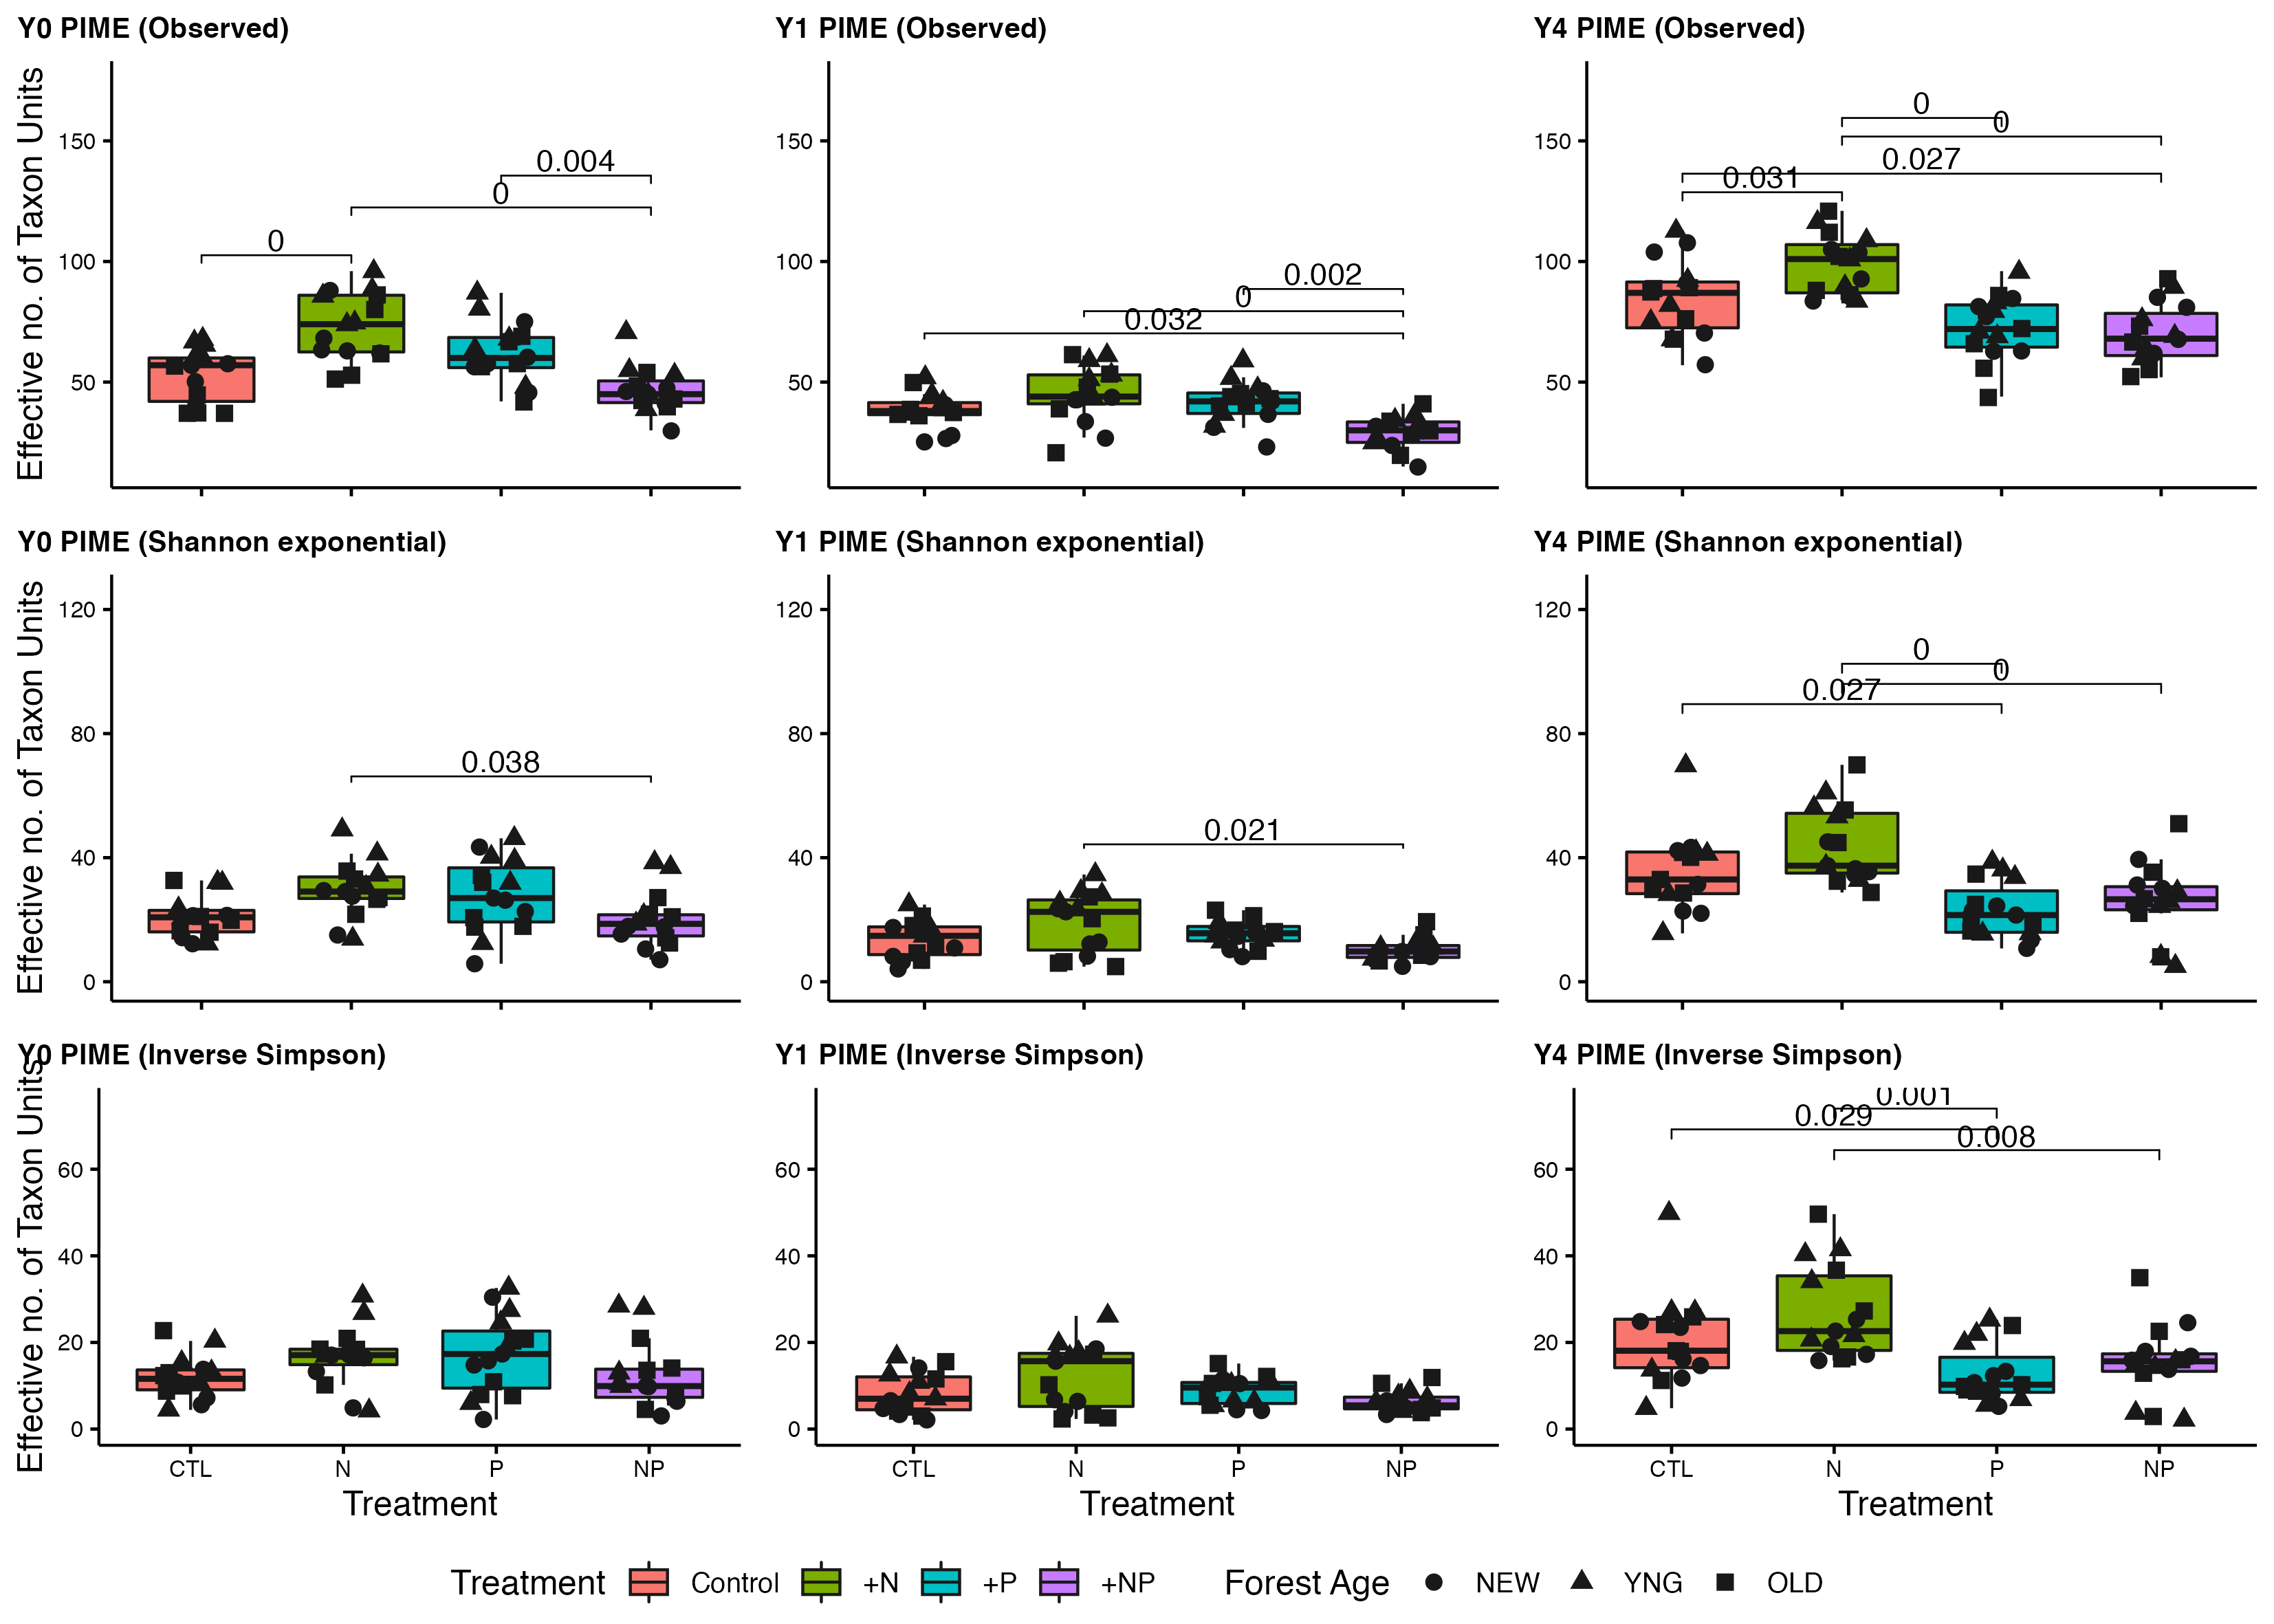 Y0 PIME (Observed)
Effective no. of Taxon Units
150
100
50
0.004
0
0
Y1 PIME (Observed)
150
100
50
0.002
0
0.032
Y4 PIME (Observed)
150
100
50
0
0
0.027
0.031
Y0 PIME (Shannon exponential)
Effective no. of Taxon Units
120
80
40
0
0.038
Y1 PIME (Shannon exponential)
120
80
40
0
0.021
Y4 PIME (Shannon exponential)
120
80
40
0
0
0
0.027
Y0 PIME (Inverse Simpson)
Effective no. of Taxon Units
60
40
20
0
CTL N P NP
Treatment
Y1 PIME (Inverse Simpson)
60
40
20
0
CTL N P NP
Treatment
Y4 PIME (Inverse Simpson)
60
40
20
0
0.001
0.029
0.008
CTL N P NP
Treatment
Treatment Control +N +P +NP Forest Age NEW YNG OLD